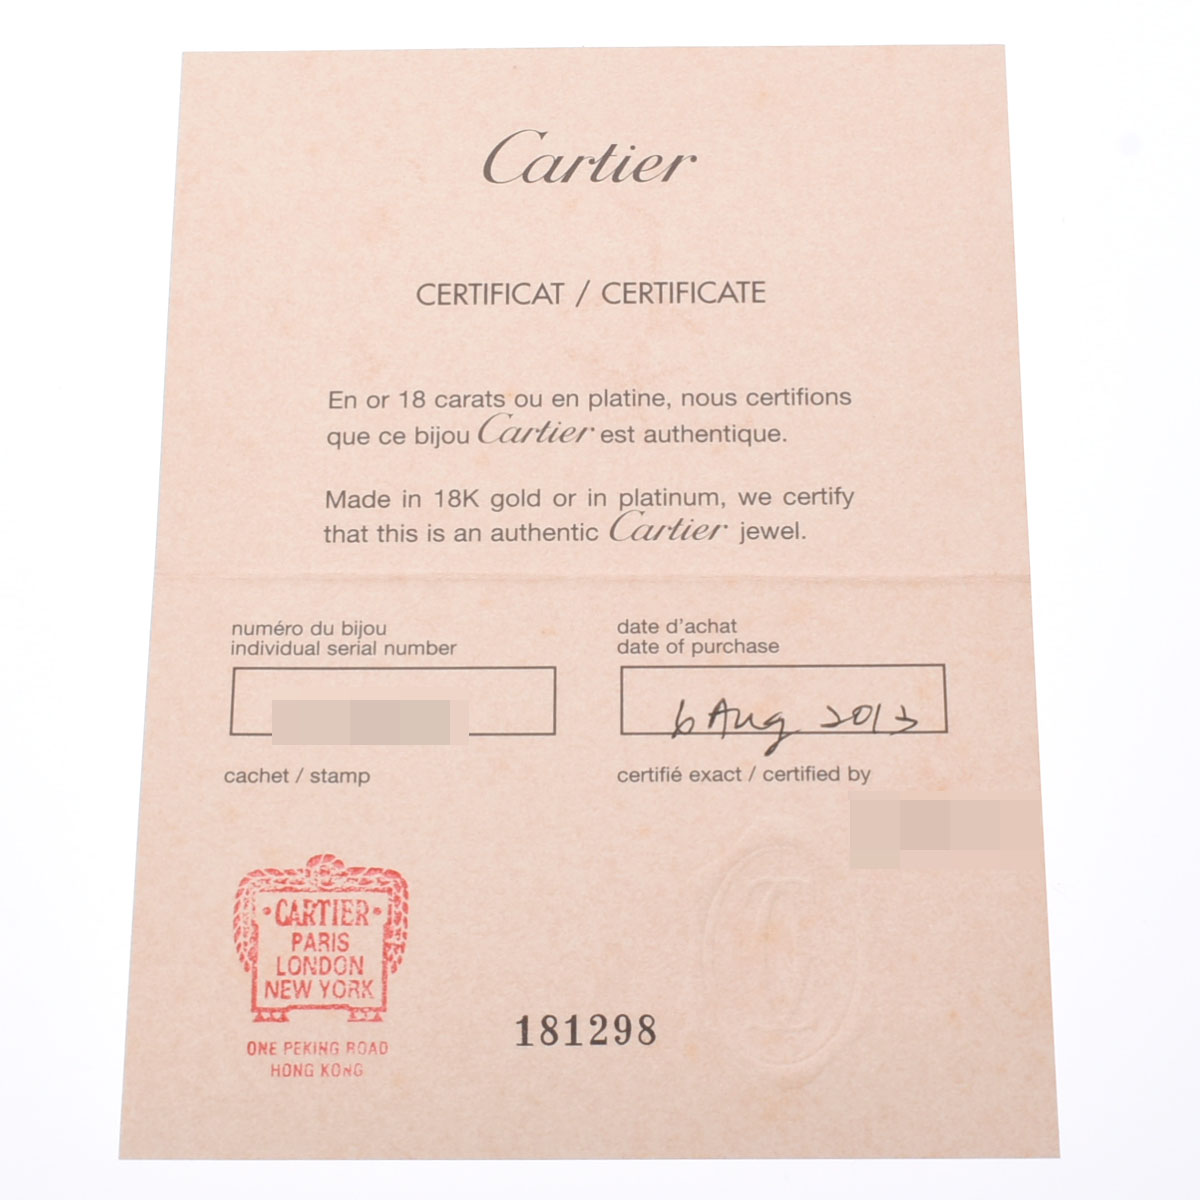 Cartier
CERTIFICAT / CERTIFICATE
En or 18 carats ou en platine, nous certifions
que ce bijou Cartier est authentique.
Made in 18K gold or in platinum, we certify
that this is an authentic Cartier jewel.
numéro du bijou
individual serial number
date d'achat
date of purchase
6 Aug 2013
cachet / stamp
certifié exact / certified by
·CARTIER·
PARIS
LONDON
NEW YORK
ONE PEKING ROAD
HONG KONG
181298